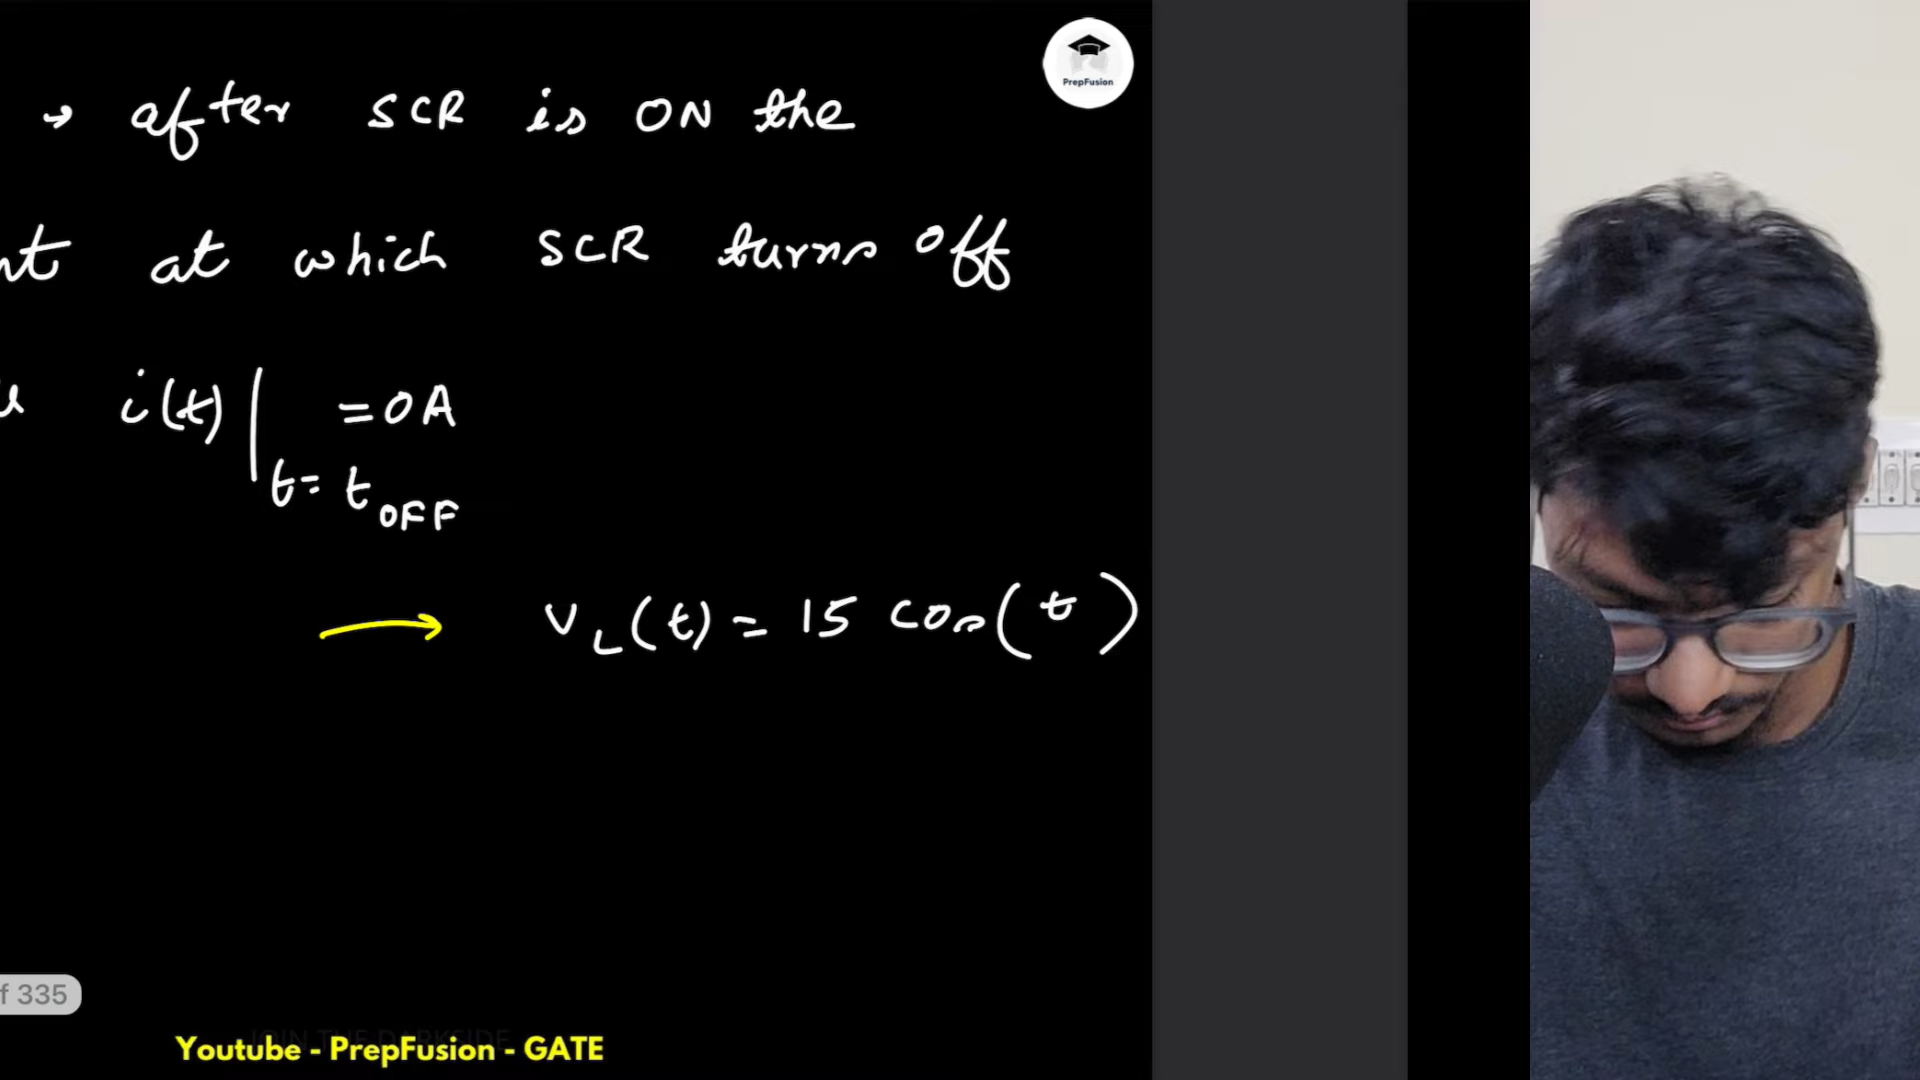 PrepFusion
→ after SCR is ON the
nt at which SCR turns off
i(t)| = 0A
t = tOFF
→ vL(t) = 15 cos(t)
f 335
Youtube - PrepFusion - GATE